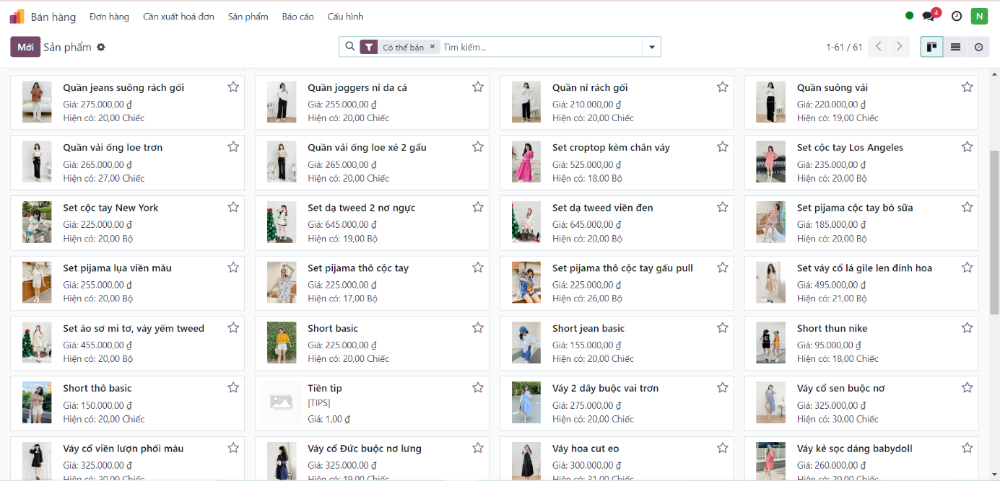 Bán hàng Đơn hàng Cần xuất hoá đơn Sản phẩm Báo cáo Cấu hình 4 N
Mới Sản phẩm Có thể bán × Tìm kiếm... 1-61 / 61
Quần jeans suông rách gối
Giá: 275.000,00 ₫
Hiện có: 20,00 Chiếc
Quần joggers nỉ da cá
Giá: 255.000,00 ₫
Hiện có: 20,00 Chiếc
Quần nỉ rách gối
Giá: 210.000,00 ₫
Hiện có: 20,00 Chiếc
Quần suông vải
Giá: 220.000,00 ₫
Hiện có: 19,00 Chiếc
Quần vải ống loe trơn
Giá: 265.000,00 ₫
Hiện có: 27,00 Chiếc
Quần vải ống loe xẻ 2 gấu
Giá: 265.000,00 ₫
Hiện có: 20,00 Chiếc
Set croptop kèm chân váy
Giá: 525.000,00 ₫
Hiện có: 18,00 Bộ
Set cộc tay Los Angeles
Giá: 235.000,00 ₫
Hiện có: 20,00 Bộ
Set cộc tay New York
Giá: 225.000,00 ₫
Hiện có: 20,00 Bộ
Set dạ tweed 2 nơ ngực
Giá: 645.000,00 ₫
Hiện có: 19,00 Bộ
Set dạ tweed viền đen
Giá: 645.000,00 ₫
Hiện có: 20,00 Bộ
Set pijama cộc tay bò sữa
Giá: 185.000,00 ₫
Hiện có: 20,00 Bộ
Set pijama lụa viền màu
Giá: 255.000,00 ₫
Hiện có: 20,00 Bộ
Set pijama thô cộc tay
Giá: 225.000,00 ₫
Hiện có: 17,00 Bộ
Set pijama thô cộc tay gấu pull
Giá: 225.000,00 ₫
Hiện có: 26,00 Bộ
Set váy cổ lá gile len đính hoa
Giá: 495.000,00 ₫
Hiện có: 21,00 Bộ
Set áo sơ mi tơ, váy yếm tweed
Giá: 455.000,00 ₫
Hiện có: 20,00 Bộ
Short basic
Giá: 225.000,00 ₫
Hiện có: 20,00 Chiếc
Short jean basic
Giá: 155.000,00 ₫
Hiện có: 20,00 Chiếc
Short thun nike
Giá: 95.000,00 ₫
Hiện có: 18,00 Chiếc
Short thô basic
Giá: 150.000,00 ₫
Hiện có: 20,00 Chiếc
Tiền tip
[TIPS]
Giá: 1,00 ₫
Váy 2 dây buộc vai trơn
Giá: 275.000,00 ₫
Hiện có: 20,00 Chiếc
Váy cổ sen buộc nơ
Giá: 325.000,00 ₫
Hiện có: 30,00 Chiếc
Váy cổ viền lượn phối màu
Giá: 325.000,00 ₫
Hiện có: 20,00 Chiếc
Váy cổ Đức buộc nơ lưng
Giá: 325.000,00 ₫
Hiện có: 19,00 Chiếc
Váy hoa cut eo
Giá: 300.000,00 ₫
Hiện có: 31,00 Chiếc
Váy kẻ sọc dáng babydoll
Giá: 260.000,00 ₫
Hiện có: 20,00 Chiếc